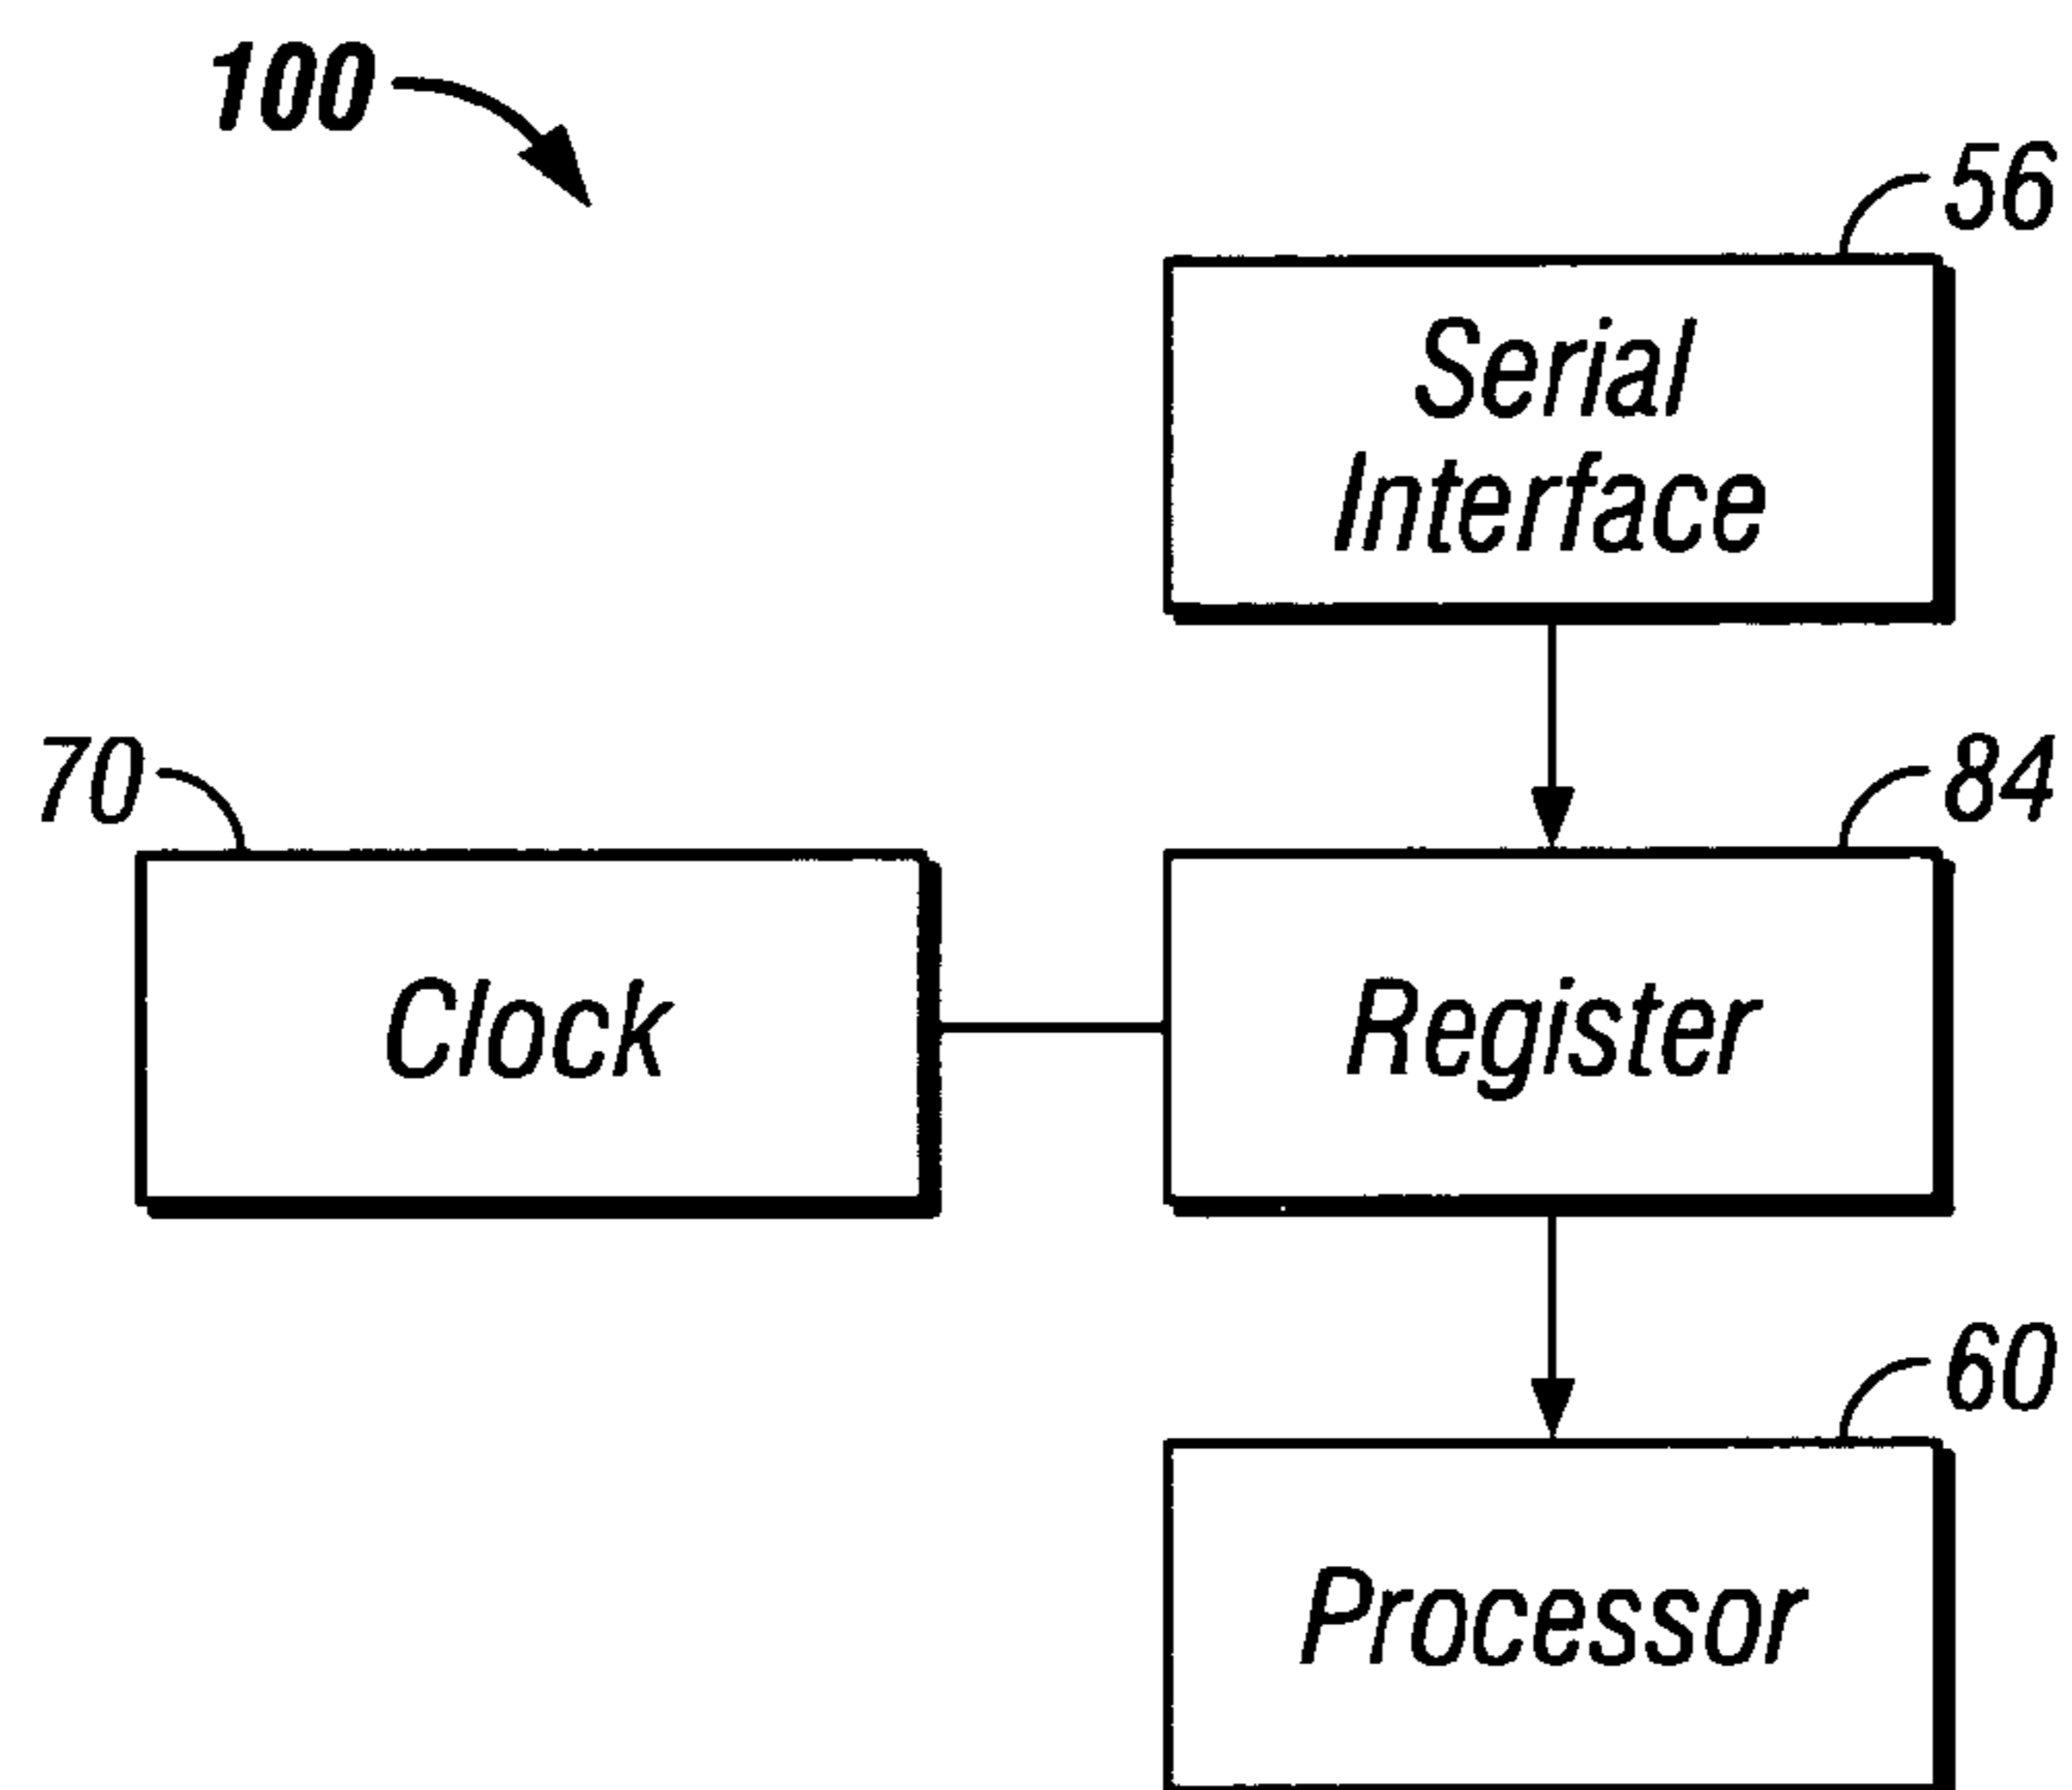 100
56
Serial
Interface
70
84
Clock
Register
60
Processor